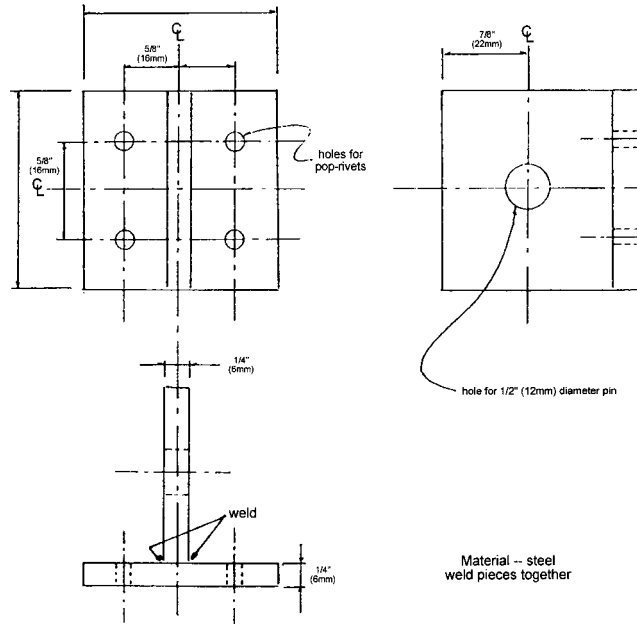 ℄
5/8"
(16mm)
7/8"
(22mm)
℄
holes for
pop-rivets
5/8"
(16mm)
℄
1/4"
(6mm)
hole for 1/2" (12mm) diameter pin
weld
1/4"
(6mm)
Material -- steel
weld pieces together